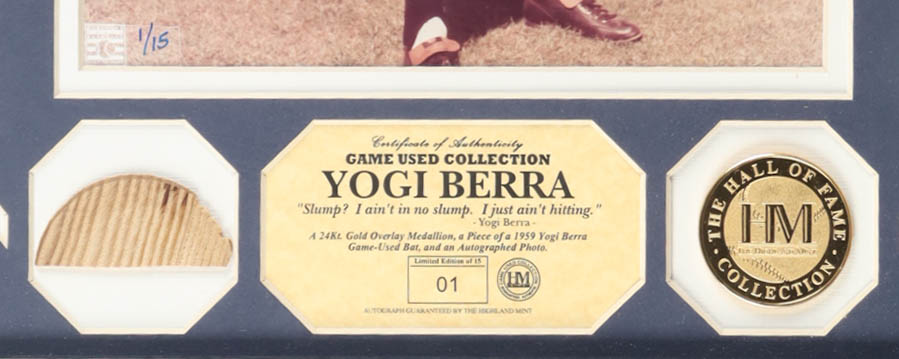 1/15
Certificate of Authenticity
GAME USED COLLECTION
YOGI BERRA
"Slump? I ain't in no slump. I just ain't hitting."
- Yogi Berra -
A 24Kt. Gold Overlay Medallion, a Piece of a 1959 Yogi Berra
Game-Used Bat, and an Autographed Photo.
Limited Edition of 15
01
HM
AUTOGRAPH GUARANTEED BY THE HIGHLAND MINT
THE HALL OF FAME
HM
COLLECTION